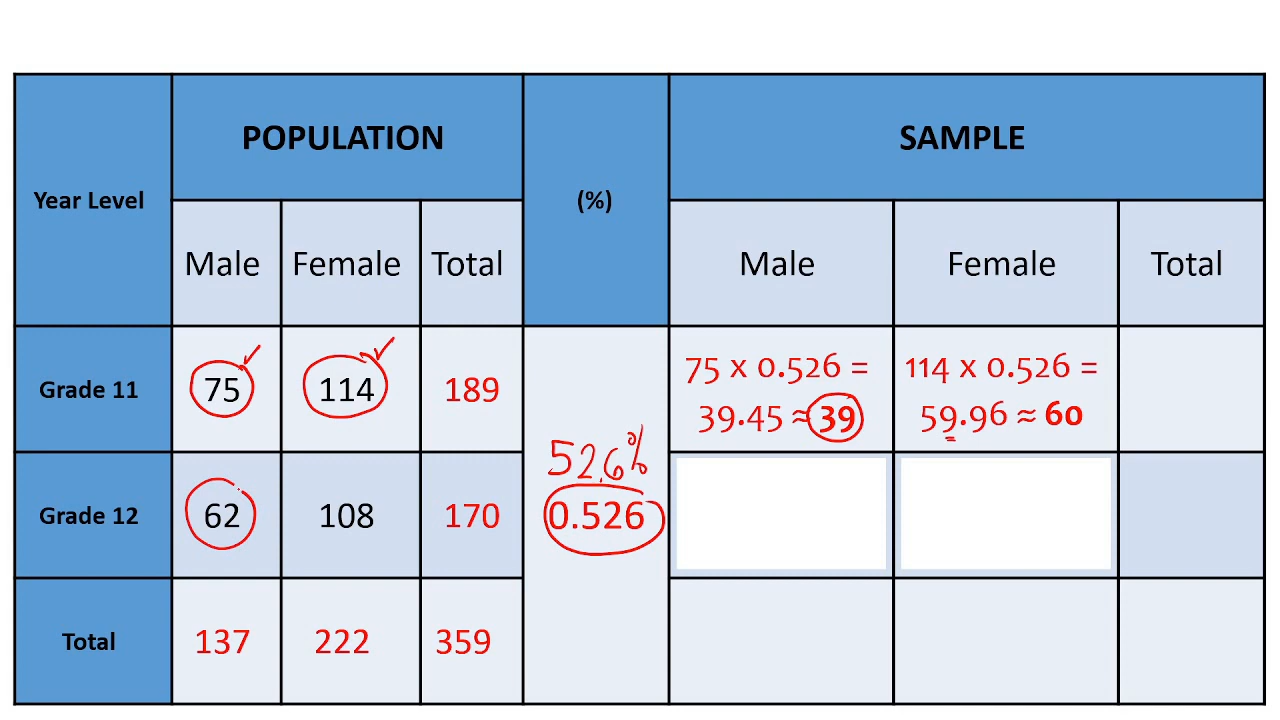 POPULATION
SAMPLE
Year Level
(%)
Male Female Total
Male Female Total
Grade 11
75 114 189
75 x 0.526 =
39.45 ≈ 39
114 x 0.526 =
59.96 ≈ 60
52.6%
Grade 12
62 108 170
0.526
Total
137 222 359